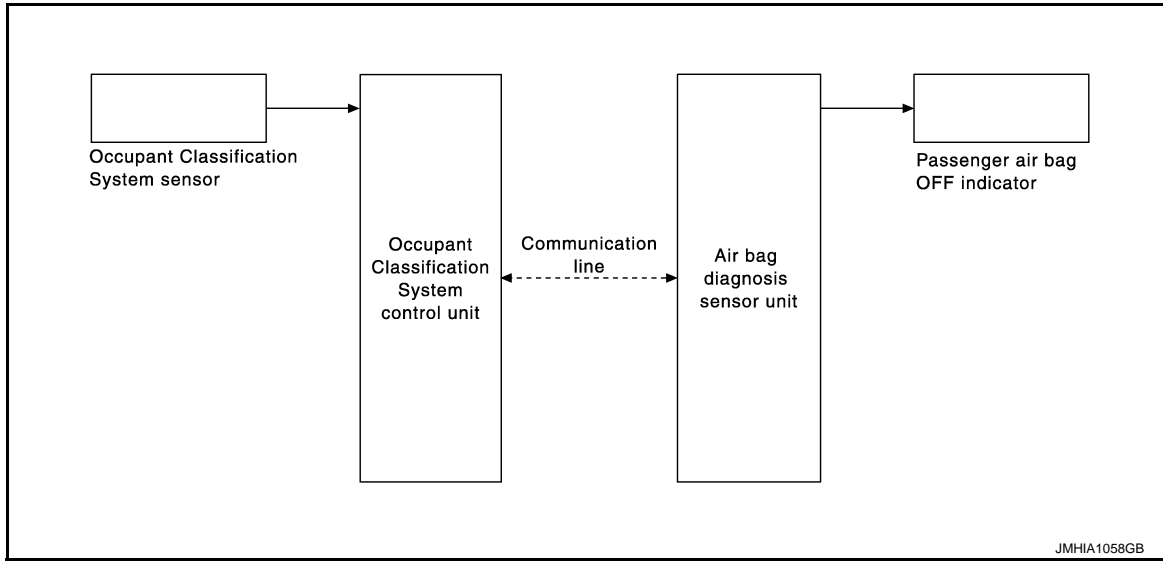 Occupant Classification
System sensor
Occupant
Classification
System
control unit
Communication
line
Air bag
diagnosis
sensor unit
Passenger air bag
OFF indicator
JMHIA1058GB